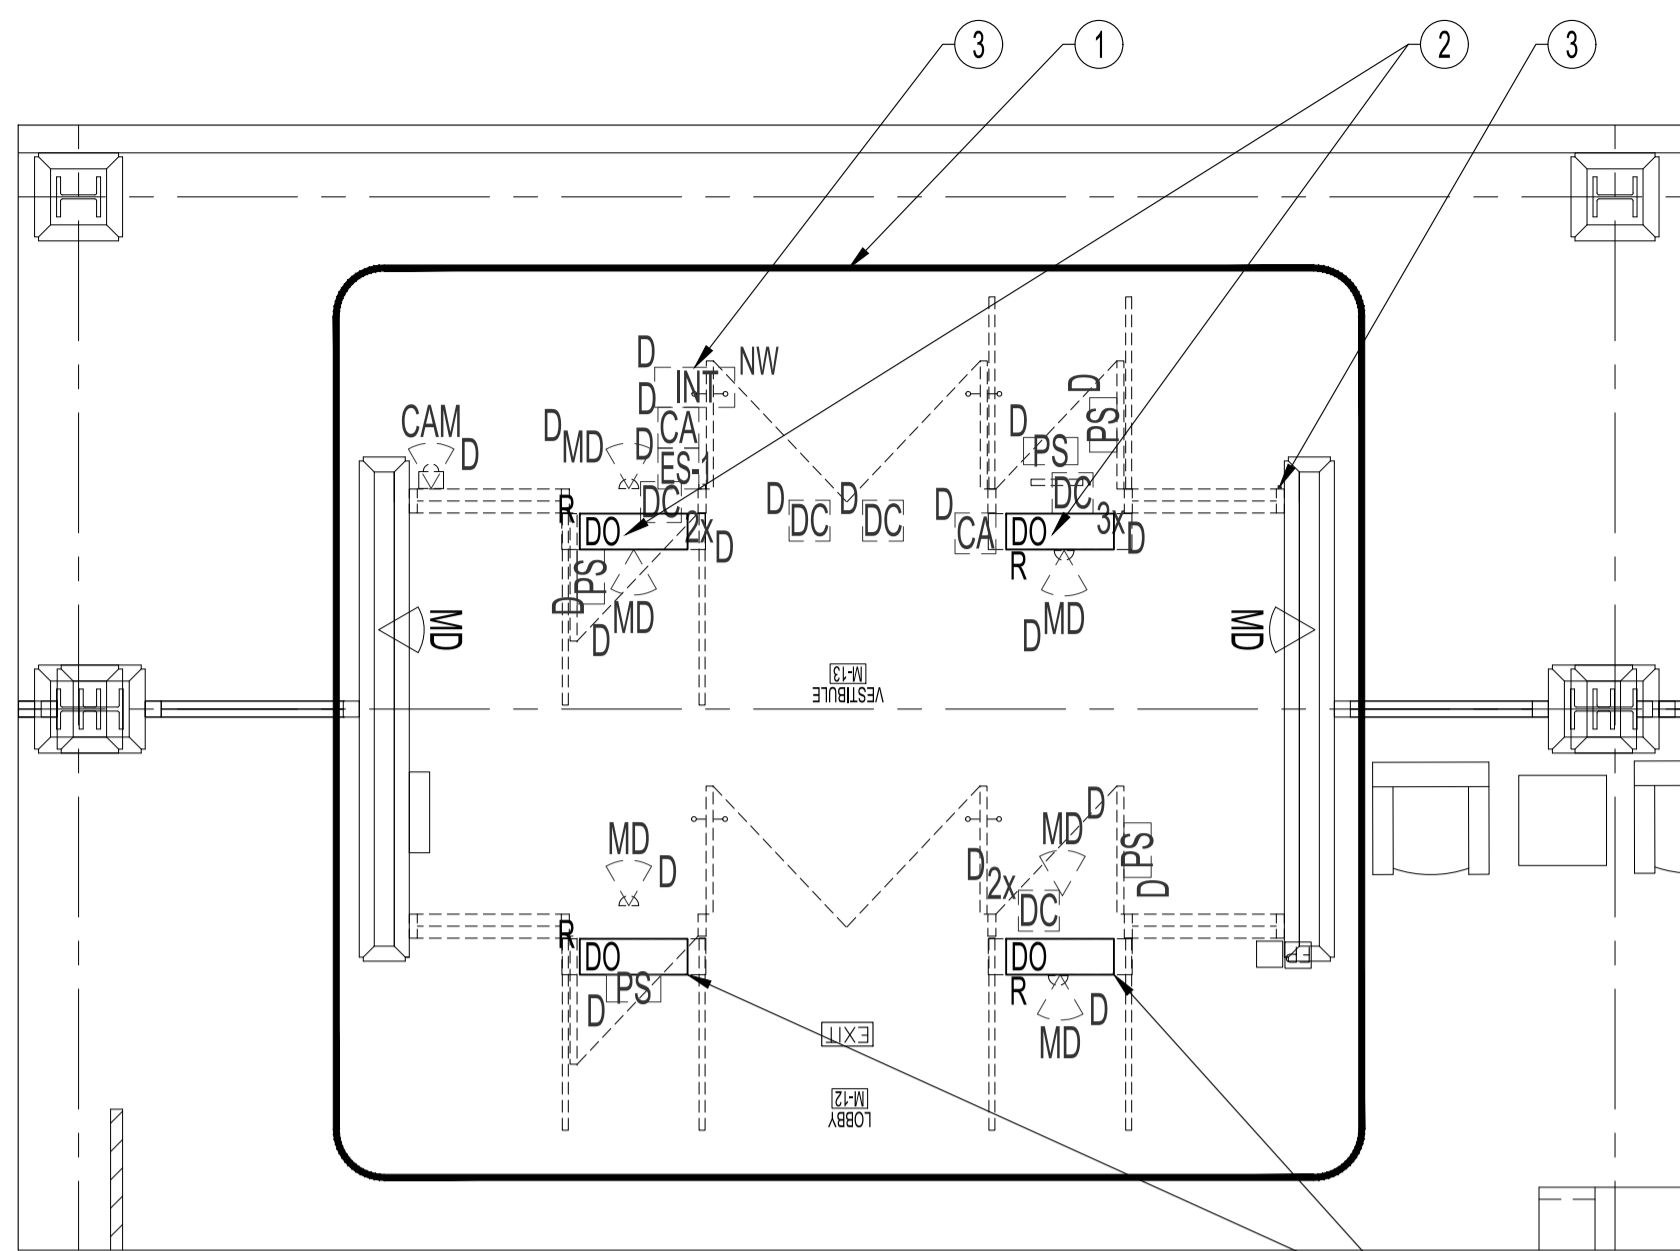 3 1 2 3
D
INT NW
D
CAM D
D MD D CA
ES-1
DC
R DO 2x D
D DC D DC
D
D PS
PS
DC
D CA DO 3x D
R
PS
D D MD
D MD
MD
MD
M-13
VESTIBULE
MD D
MD D
PS
D
D 2x
DC
R DO
PS
D
DO
R
D
MD
EXIT
M-12
LOBBY